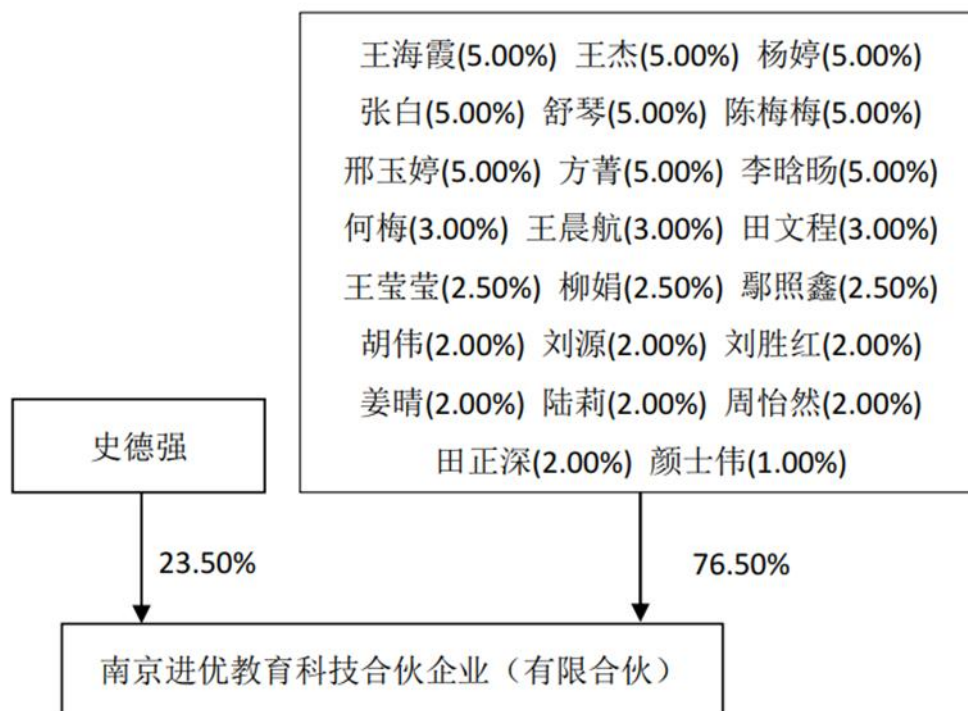 王海霞(5.00%) 王杰(5.00%) 杨婷(5.00%)
张白(5.00%) 舒琴(5.00%) 陈梅梅(5.00%)
邢玉婷(5.00%) 方菁(5.00%) 李晗旸(5.00%)
何梅(3.00%) 王晨航(3.00%) 田文程(3.00%)
王莹莹(2.50%) 柳娟(2.50%) 鄢照鑫(2.50%)
胡伟(2.00%) 刘源(2.00%) 刘胜红(2.00%)
姜晴(2.00%) 陆莉(2.00%) 周怡然(2.00%)
田正深(2.00%) 颜士伟(1.00%)
史德强
23.50%
76.50%
南京进优教育科技合伙企业（有限合伙）